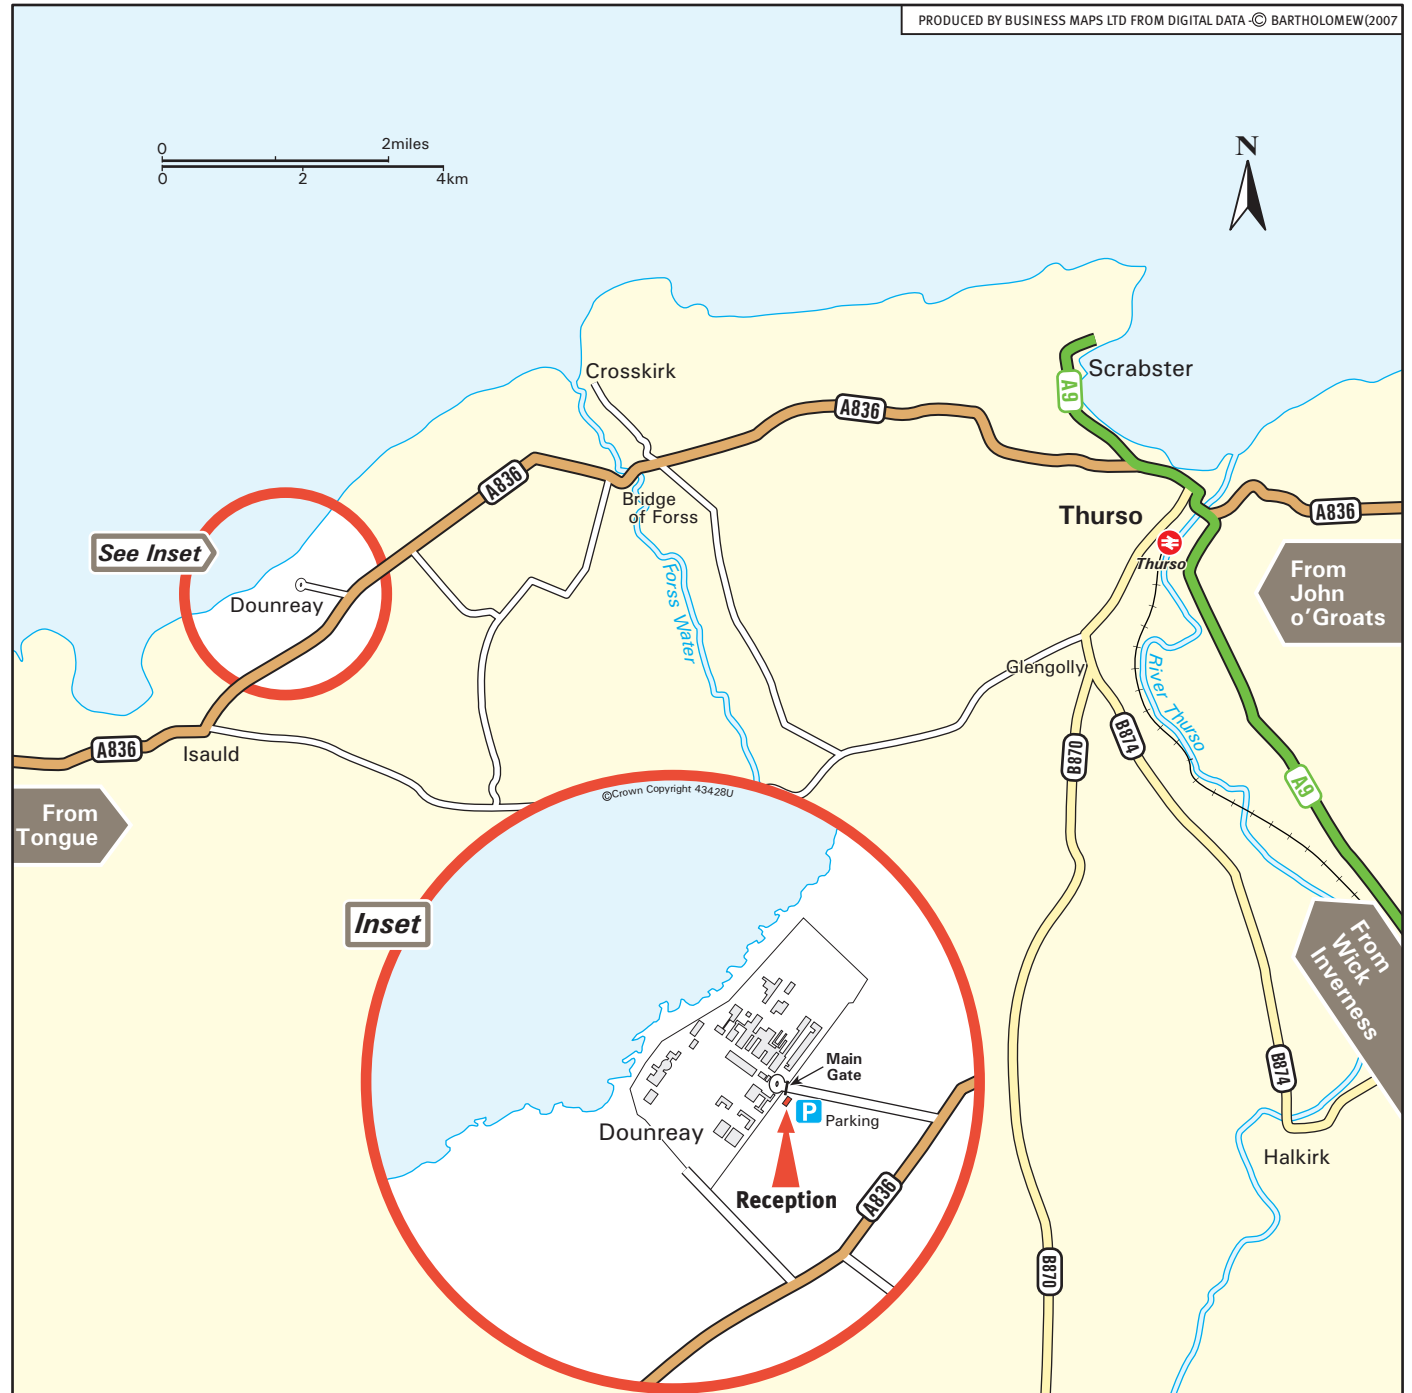 PRODUCED BY BUSINESS MAPS LTD FROM DIGITAL DATA -© BARTHOLOMEW(2007
0
2miles
0
2
4km
N
Crosskirk
Scrabster
A9
A836
A836
Bridge
of Forss
Thurso
A836
See Inset
Thurso
From
John
o'Groats
Dounreay
Forss Water
Glengolly
River Thurso
A836
Isauld
B870
B874
A9
From
Tongue
©Crown Copyright 43428U
Inset
From
Wick
Inverness
Main
Gate
P
Parking
Dounreay
B874
Halkirk
Reception
A836
B870